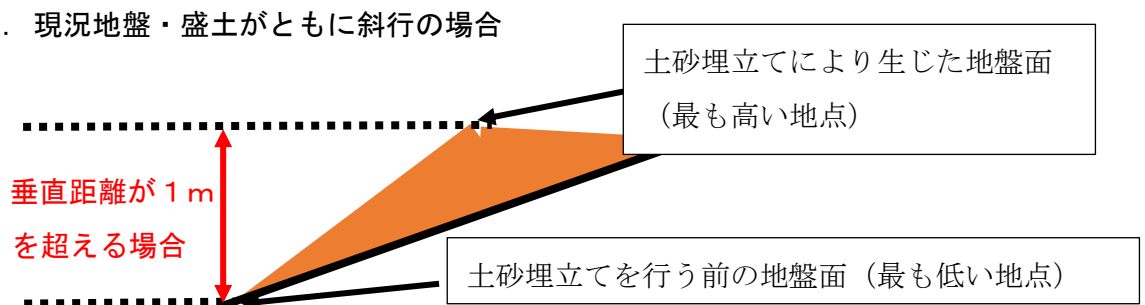 ．現況地盤・盛土がともに斜行の場合
土砂埋立てにより生じた地盤面
（最も高い地点）
垂直距離が１ｍ
を超える場合
土砂埋立てを行う前の地盤面（最も低い地点）